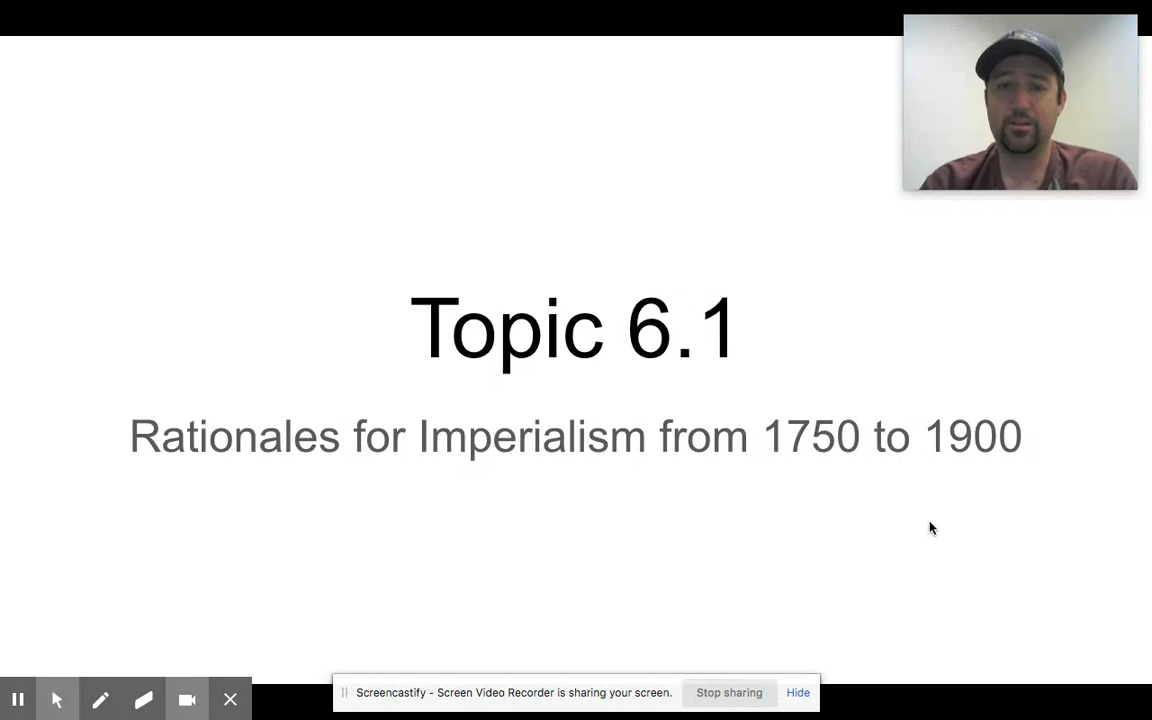 Topic 6.1
Rationales for Imperialism from 1750 to 1900
Screencastify - Screen Video Recorder is sharing your screen. Stop sharing Hide